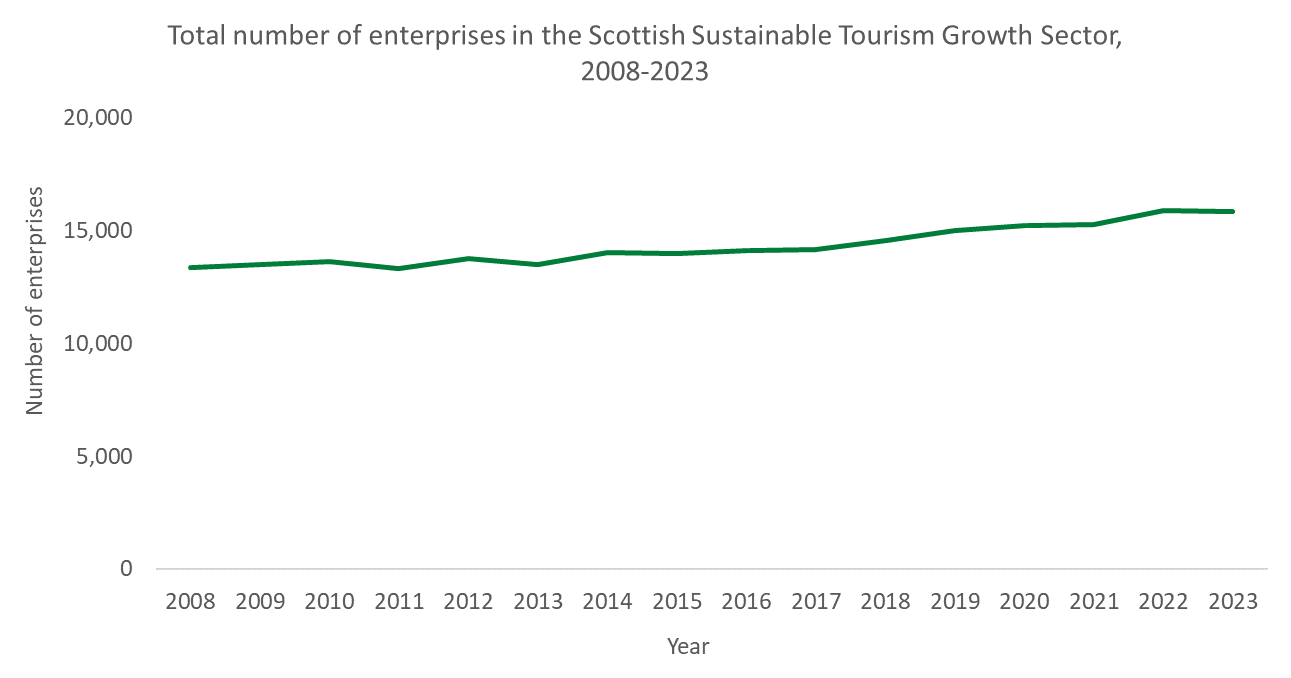 Total number of enterprises in the Scottish Sustainable Tourism Growth Sector,
2008-2023
20,000
15,000
10,000
5,000
0
Number of enterprises
2008 2009 2010 2011 2012 2013 2014 2015 2016 2017 2018 2019 2020 2021 2022 2023
Year